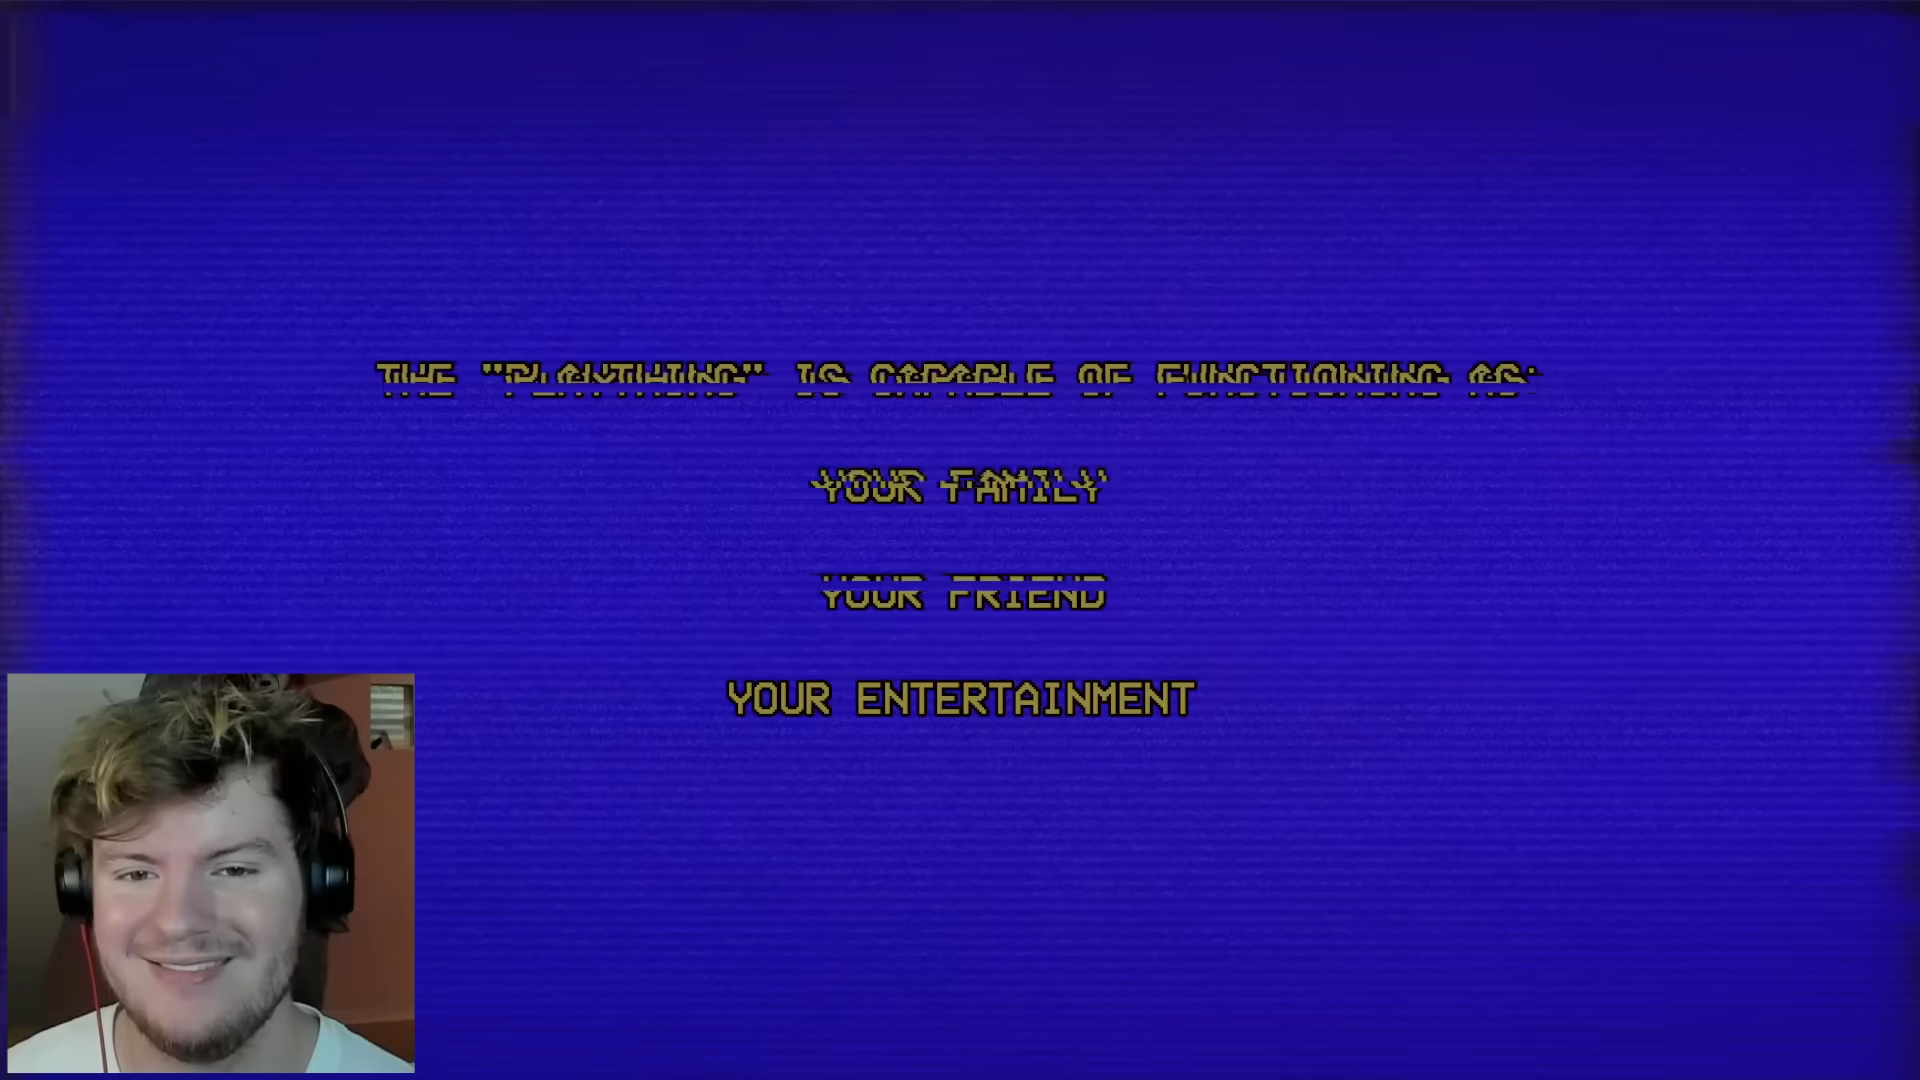 THE "PLAYTHING" IS CAPABLE OF FUNCTIONING AS:
YOUR FAMILY
YOUR FRIEND
YOUR ENTERTAINMENT